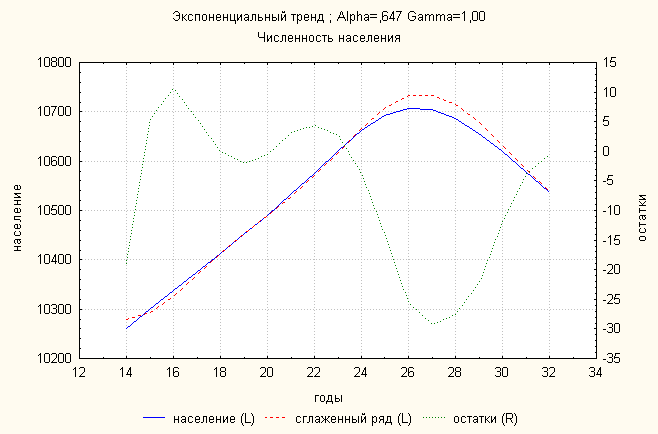 Экспоненциальный тренд ; Alpha=,647 Gamma=1,00
Численность населения
10800
10700
10600
10500
10400
10300
10200
население
15
10
5
0
-5
-10
-15
-20
-25
-30
-35
остатки
12 14 16 18 20 22 24 26 28 30 32 34
годы
население (L) сглаженный ряд (L) остатки (R)